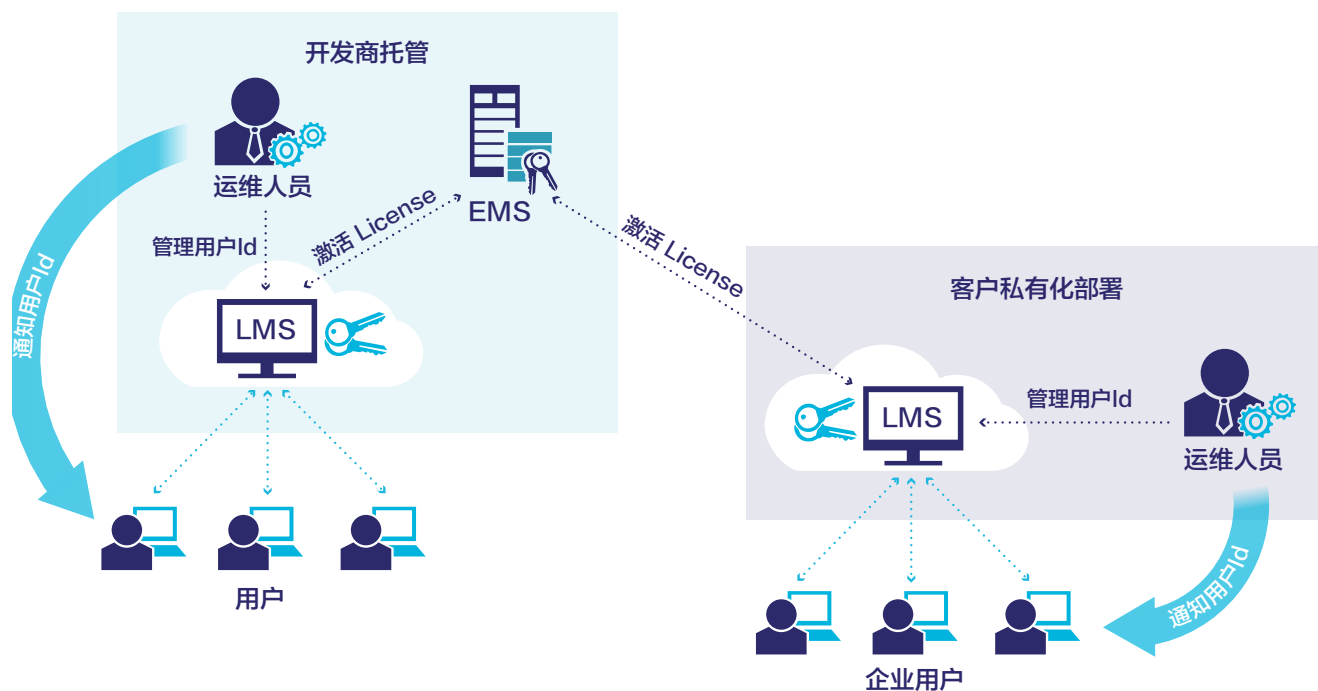 开发商托管
运维人员
EMS
管理用户Id
激活 License
通知用户Id
LMS
用户
激活 License
客户私有化部署
管理用户Id
LMS
运维人员
通知用户Id
企业用户